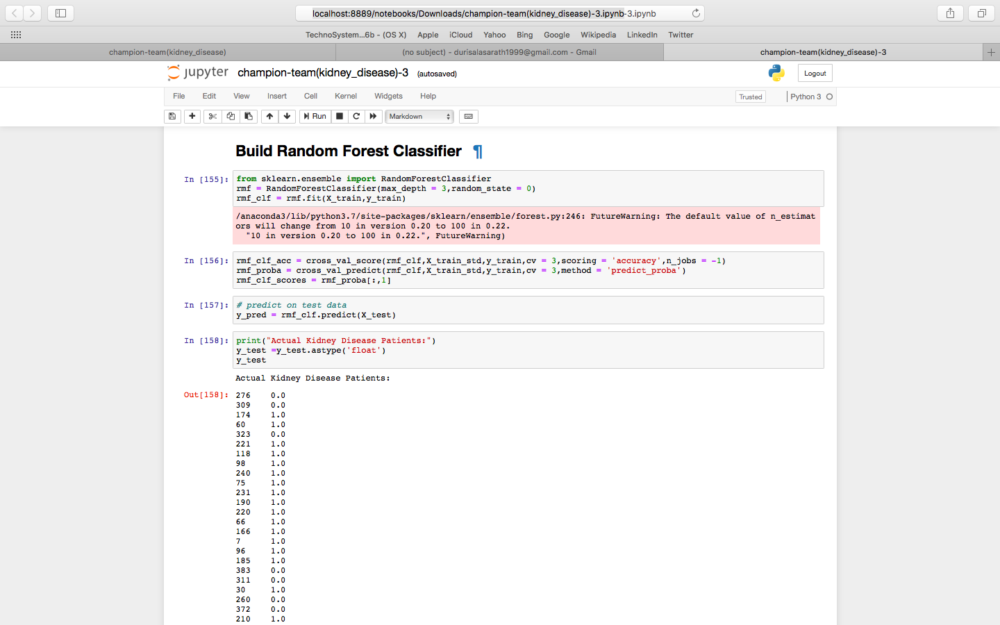 localhost:8889/notebooks/Downloads/champion-team(kidney_disease)-3.ipynb-3.ipynb
TechnoSystem...6b - (OS X) Apple iCloud Yahoo Bing Google Wikipedia LinkedIn Twitter
champion-team(kidney_disease) (no subject) - durisalasarath1999@gmail.com - Gmail champion-team(kidney_disease)-3
jupyter champion-team(kidney_disease)-3 (autosaved) Logout
File Edit View Insert Cell Kernel Widgets Help Trusted Python 3
Run Markdown
Build Random Forest Classifier ¶
In [155]: from sklearn.ensemble import RandomForestClassifier
rmf = RandomForestClassifier(max_depth = 3,random_state = 0)
rmf_clf = rmf.fit(X_train,y_train)
/anaconda3/lib/python3.7/site-packages/sklearn/ensemble/forest.py:246: FutureWarning: The default value of n_estimat
ors will change from 10 in version 0.20 to 100 in 0.22.
"10 in version 0.20 to 100 in 0.22.", FutureWarning)
In [156]: rmf_clf_acc = cross_val_score(rmf_clf,X_train_std,y_train,cv = 3,scoring = 'accuracy',n_jobs = -1)
rmf_proba = cross_val_predict(rmf_clf,X_train_std,y_train,cv = 3,method = 'predict_proba')
rmf_clf_scores = rmf_proba[:,1]
In [157]: # predict on test data
y_pred = rmf_clf.predict(X_test)
In [158]: print("Actual Kidney Disease Patients:")
y_test =y_test.astype('float')
y_test
Actual Kidney Disease Patients:
Out[158]: 276 0.0
309 0.0
174 1.0
60 1.0
323 0.0
221 1.0
118 1.0
98 1.0
240 1.0
75 1.0
231 1.0
190 1.0
220 1.0
66 1.0
166 1.0
7 1.0
96 1.0
185 1.0
383 0.0
311 0.0
30 1.0
260 0.0
372 0.0
210 1.0